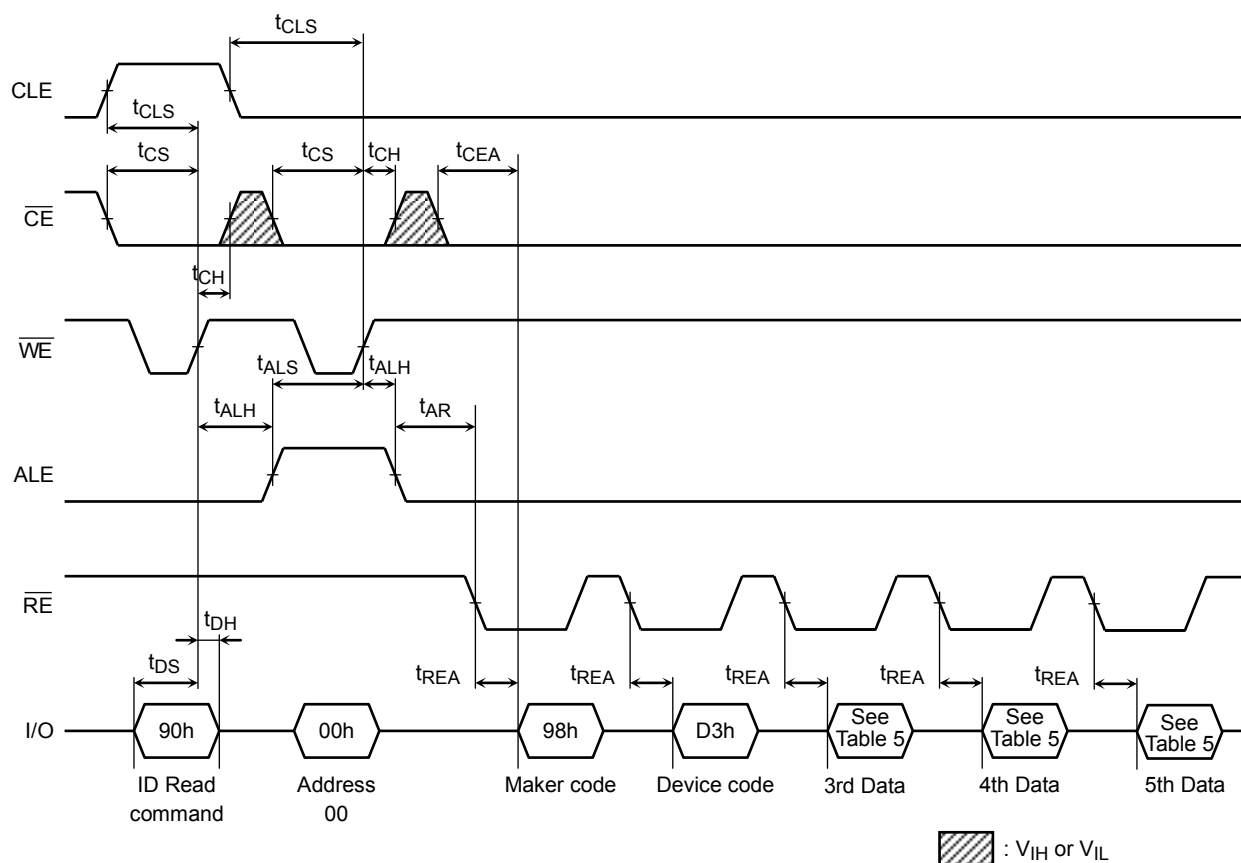 tCLS
CLE
tCLS
tCS
tCS
tCH
tCEA
CE
tCH
WE
tALS
tALH
tALH
tAR
ALE
RE
tDH
tDS
tREA
tREA
tREA
tREA
tREA
I/O
90h
00h
98h
D3h
See
Table 5
See
Table 5
See
Table 5
ID Read
command
Address
00
Maker code
Device code
3rd Data
4th Data
5th Data
: VIH or VIL